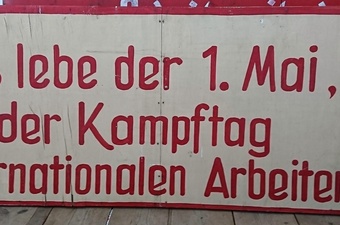 , lebe der 1. Mai,
der Kampftag
rnationalen Arbeiter